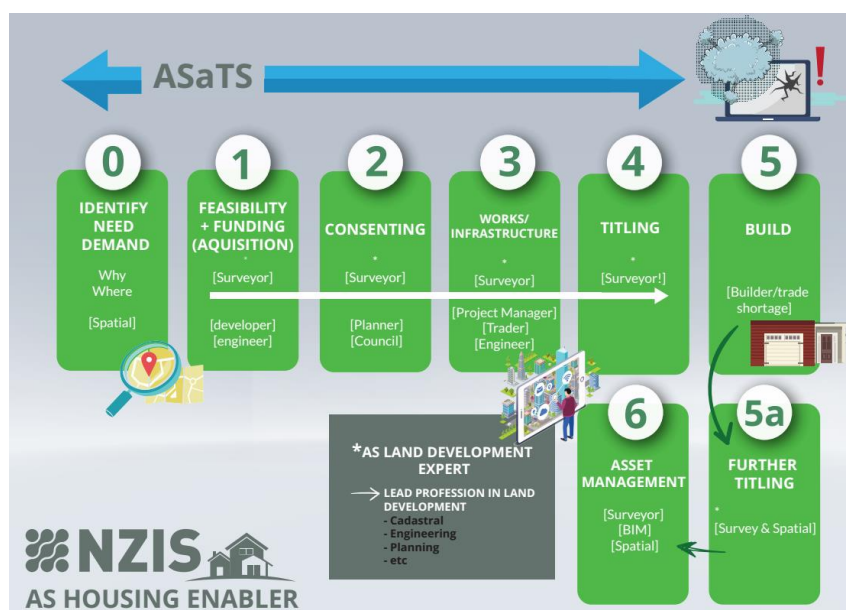 ASaTS
!
0
IDENTIFY
NEED
DEMAND
Why
Where
[Spatial]
1
FEASIBILITY
+ FUNDING
(AQUISITION)
*
[Surveyor]
[developer]
[engineer]
2
CONSENTING
*
[Surveyor]
[Planner]
[Council]
3
WORKS/
INFRASTRUCTURE
*
[Surveyor]
[Project Manager]
[Trader]
[Engineer]
4
TITLING
*
[Surveyor!]
5
BUILD
[Builder/trade
shortage]
*AS LAND DEVELOPMENT
EXPERT
LEAD PROFESSION IN LAND
DEVELOPMENT
- Cadastral
- Engineering
- Planning
- etc
6
ASSET
MANAGEMENT
[Surveyor]
[BIM]
[Spatial]
5a
FURTHER
TITLING
*
[Survey & Spatial]
NZIS
AS HOUSING ENABLER